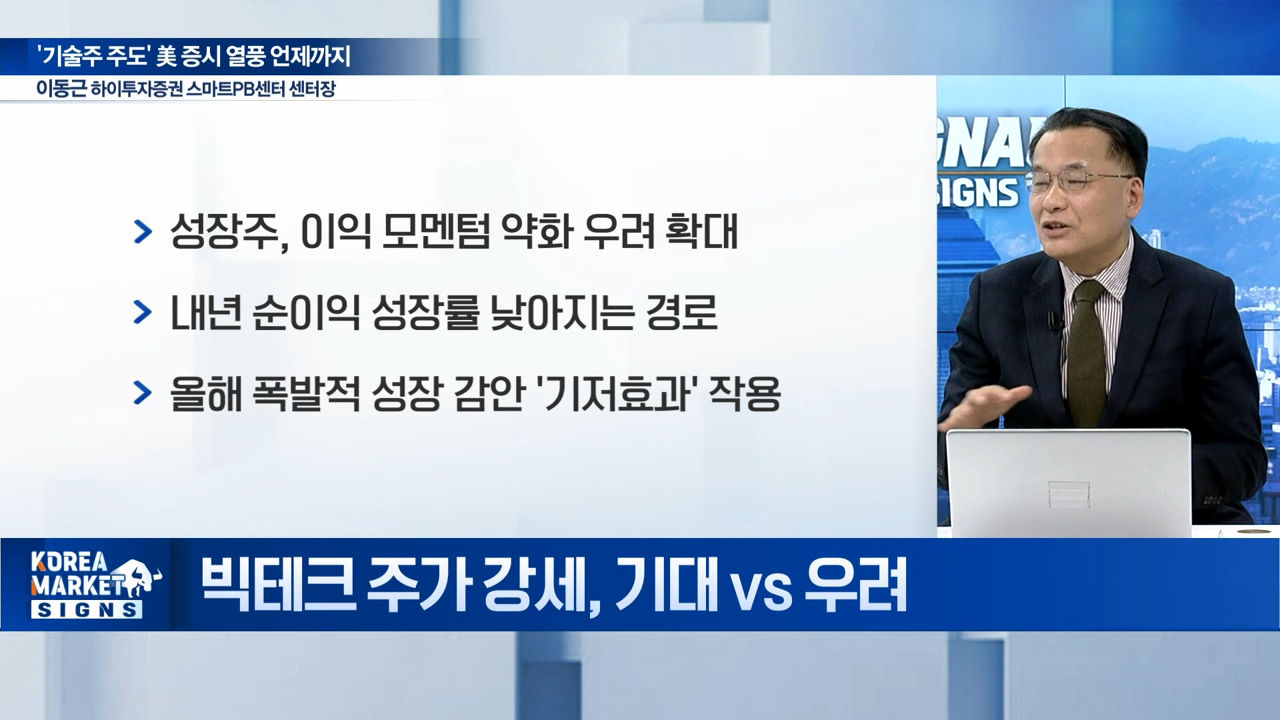 '기술주 주도' 美 증시 열풍 언제까지
이동근 하이투자증권 스마트PB센터 센터장
GNAL
SIGNS
성장주, 이익 모멘텀 약화 우려 확대
내년 순이익 성장률 낮아지는 경로
올해 폭발적 성장 감안 '기저효과' 작용
KOREA
MARKET
SIGNS
빅테크 주가 강세, 기대 vs 우려